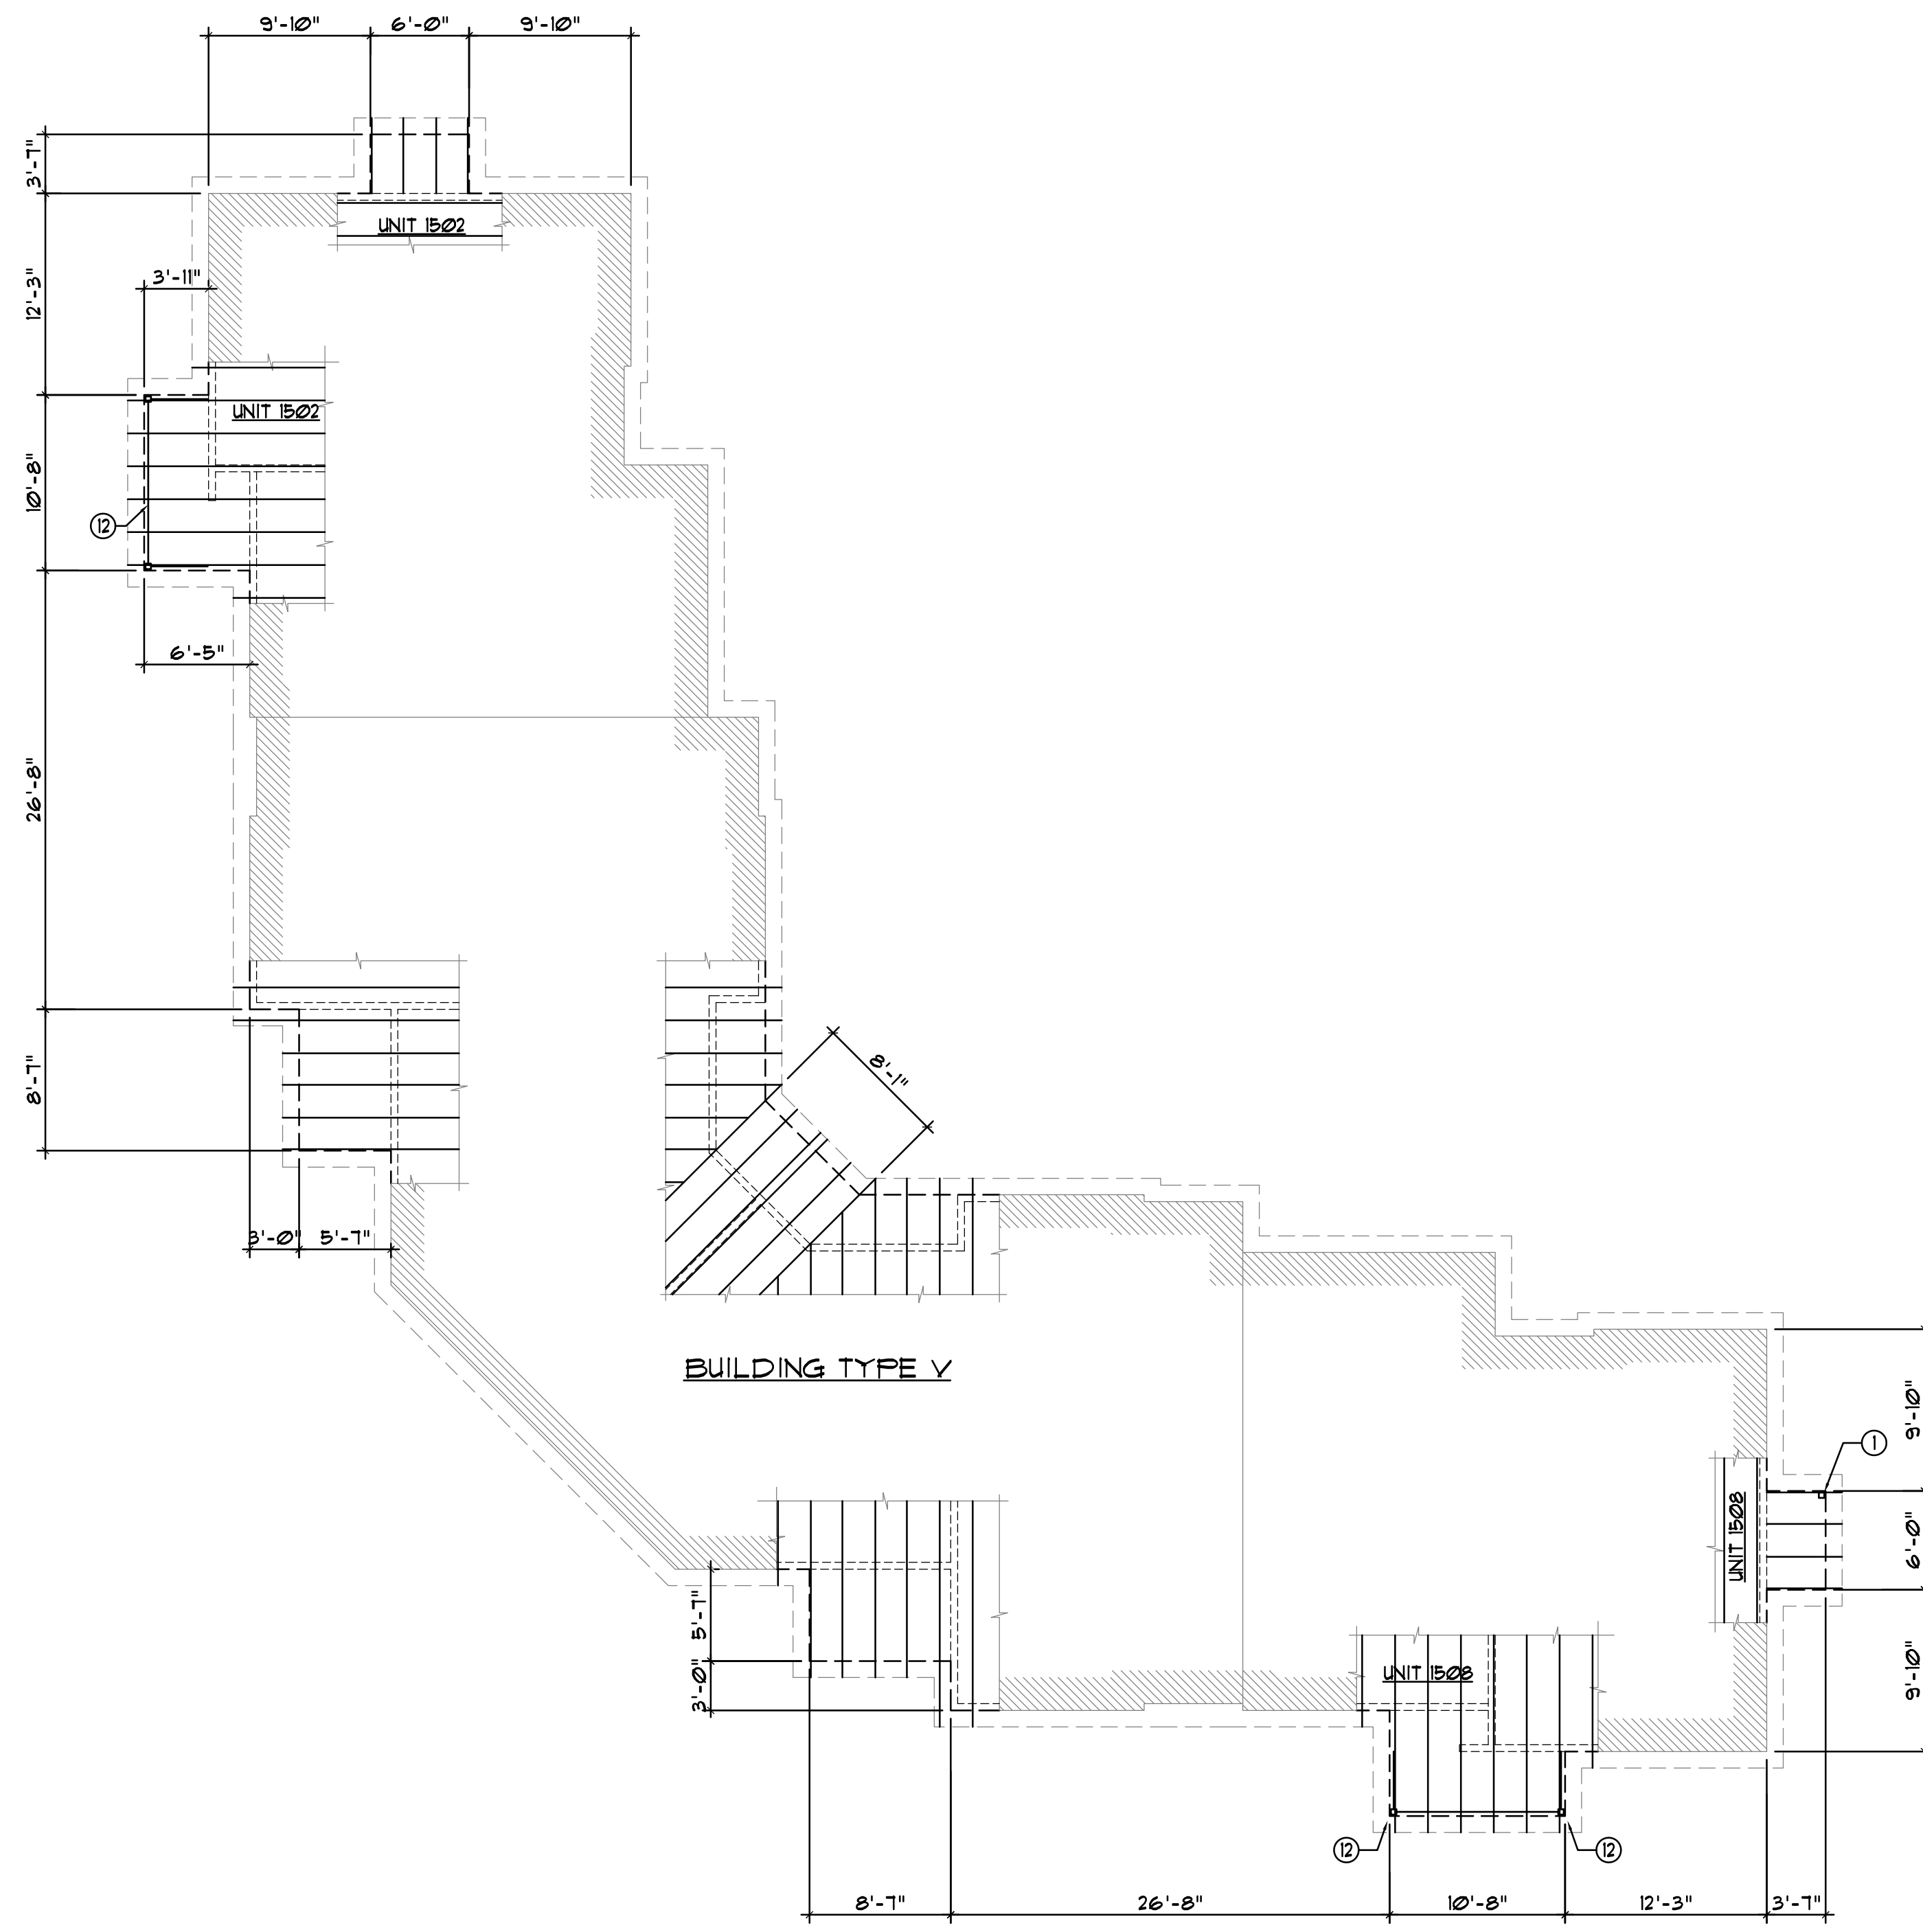 9'-10" 6'-0" 9'-10"
3'-7"
UNIT 1502
12'-3"
3'-11"
UNIT 1502
10'-8"
12
6'-5"
26'-8"
8'-1"
8'-7"
3'-0" 5'-7"
BUILDING TYPE V
9'-10"
1
6'-0"
UNIT 1508
5'-7"
3'-0"
UNIT 1508
9'-10"
12 12
8'-7" 26'-8" 10'-8" 12'-3" 3'-7"